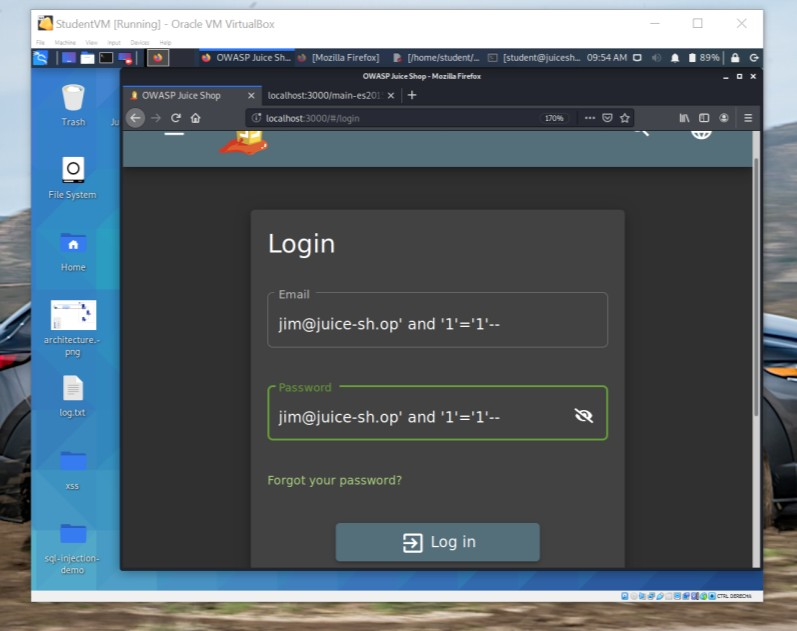 StudentVM [Running] - Oracle VM VirtualBox
File Machine View Input Devices Help
OWASP Juice Sh... [Mozilla Firefox] [/home/student/... [student@juicesh... 09:54 AM 89%
OWASP Juice Shop - Mozilla Firefox
OWASP Juice Shop × localhost:3000/main-es201 × +
localhost:3000/#/login 170%
Trash
Ju
File System
Home
architecture.-
png
log.txt
xss
sql-injection-
demo
Login
Email
jim@juice-sh.op' and '1'='1'--
Password
jim@juice-sh.op' and '1'='1'--
Forgot your password?
Log in
CTRL DERECHA